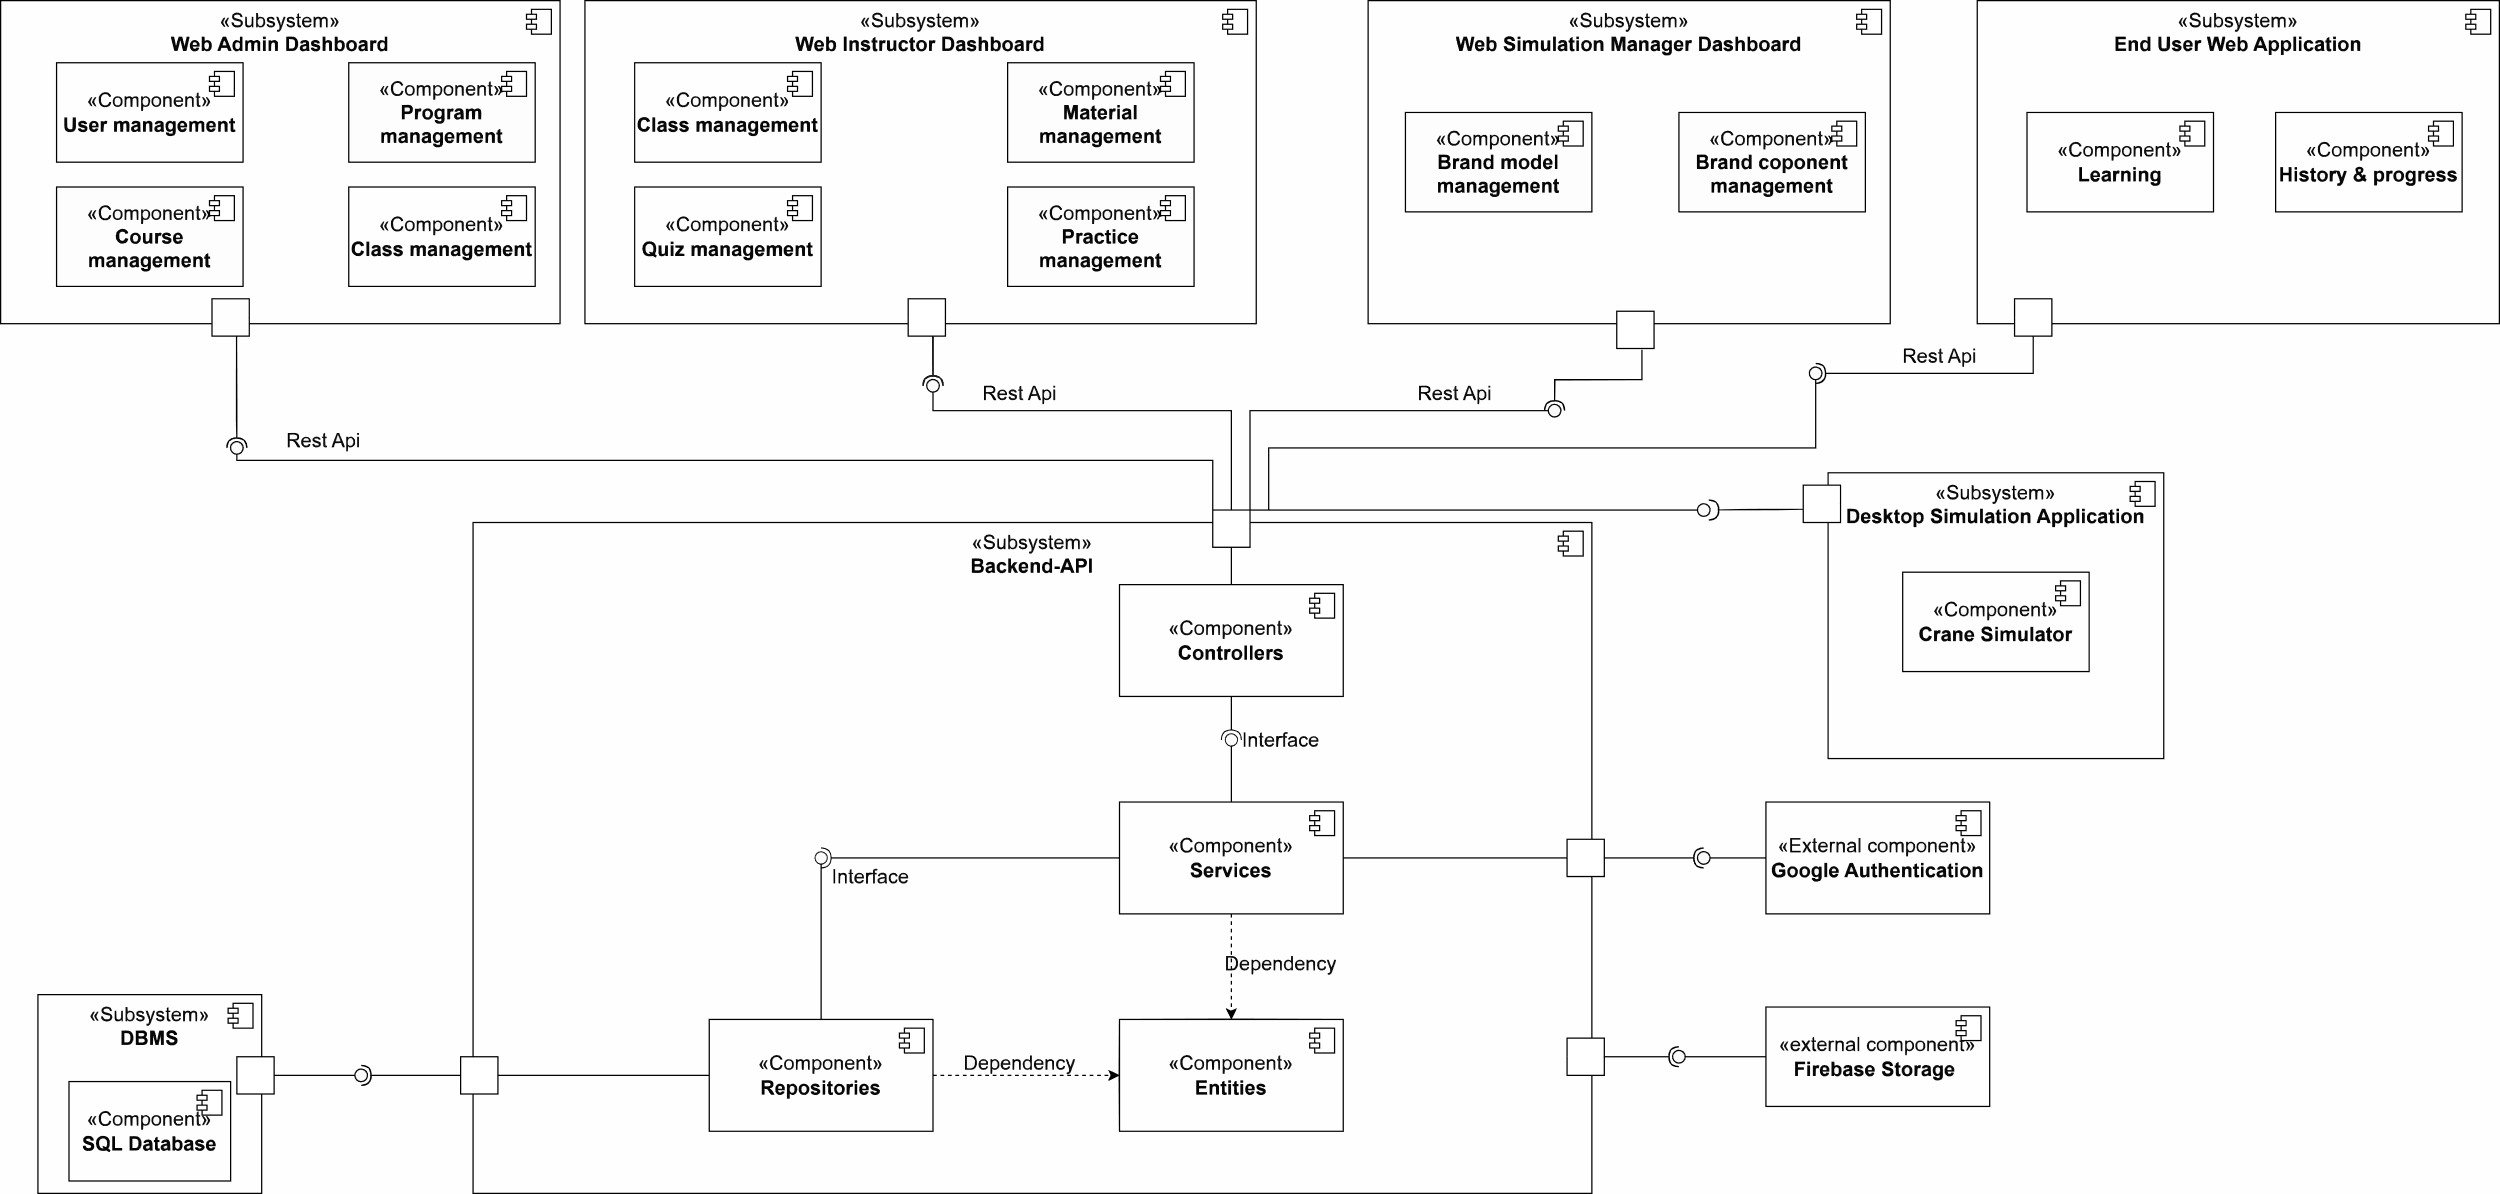 «Subsystem»
Web Admin Dashboard
«Component»
User management
«Component»
Program
management
«Component»
Course
management
«Component»
Class management
«Subsystem»
Web Instructor Dashboard
«Component»
Class management
«Component»
Material
management
«Component»
Quiz management
«Component»
Practice
management
«Subsystem»
Web Simulation Manager Dashboard
«Component»
Brand model
management
«Component»
Brand coponent
management
«Subsystem»
End User Web Application
«Component»
Learning
«Component»
History & progress
Rest Api
Rest Api
Rest Api
Rest Api
«Subsystem»
Desktop Simulation Application
«Component»
Crane Simulator
«Subsystem»
Backend-API
«Component»
Controllers
Interface
«Component»
Services
Interface
Dependency
«Component»
Repositories
Dependency
«Component»
Entities
«External component»
Google Authentication
«external component»
Firebase Storage
«Subsystem»
DBMS
«Component»
SQL Database